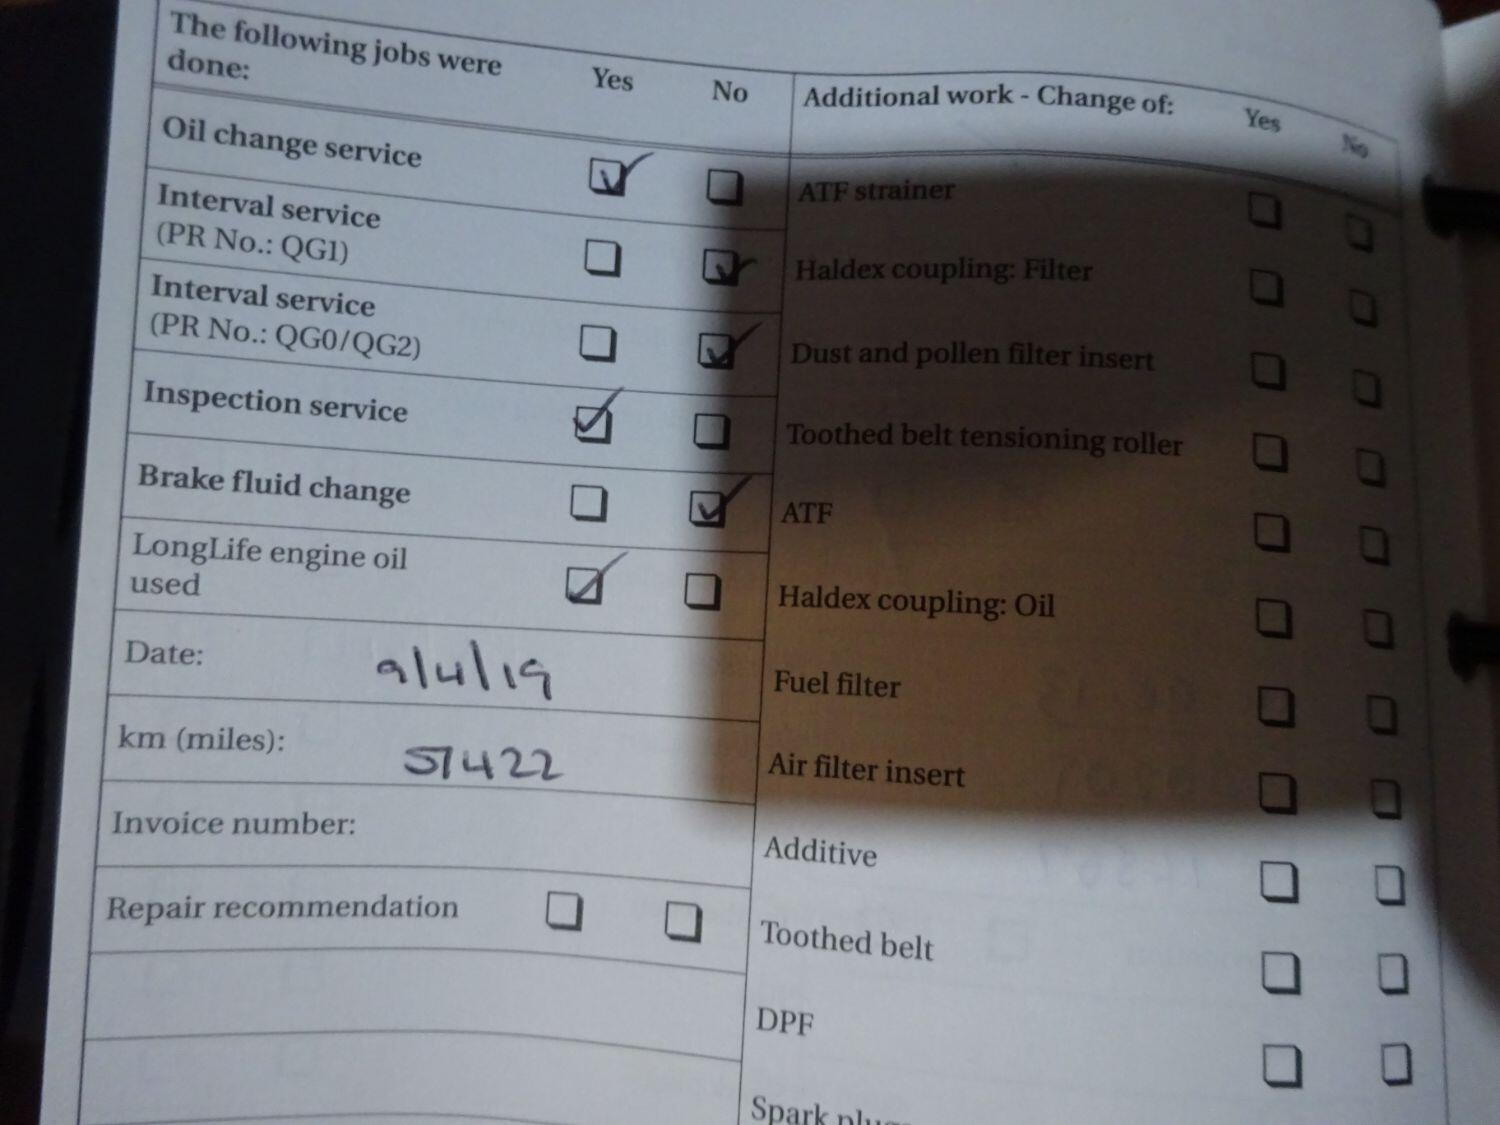 The following jobs were
done:
Yes
No
Oil change service
Interval service
(PR No.: QG1)
Interval service
(PR No.: QG0/QG2)
Inspection service
Brake fluid change
LongLife engine oil
used
Date: 9/4/19
km (miles): 57422
Invoice number:
Repair recommendation
Additional work - Change of:
Yes
No
ATF strainer
Haldex coupling: Filter
Dust and pollen filter insert
Toothed belt tensioning roller
ATF
Haldex coupling: Oil
Fuel filter
Air filter insert
Additive
Toothed belt
DPF
Spark